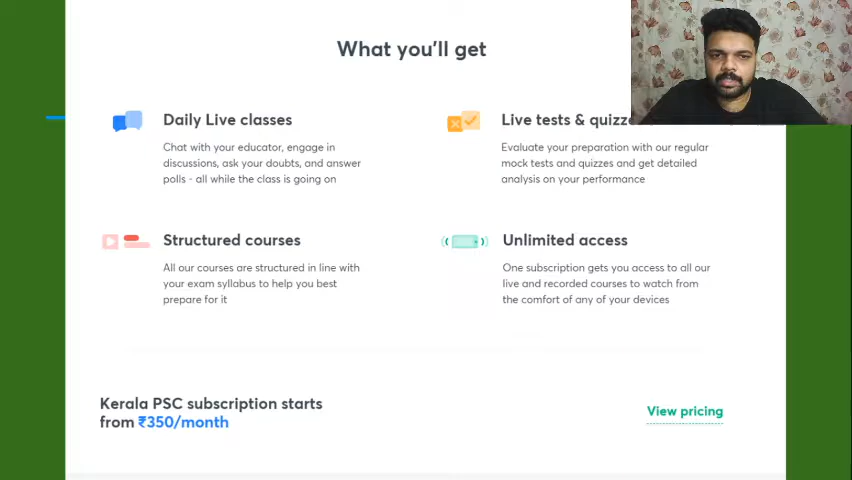 What you'll get
Daily Live classes
Chat with your educator, engage in
discussions, ask your doubts, and answer
polls - all while the class is going on
Live tests &
Evaluate your preparation with our regular
mock tests and quizzes and get detailed
analysis on your performance
Structured courses
All our courses are structured in line with
your exam syllabus to help you best
prepare for it
Unlimited access
One subscription gets you access to all our
live and recorded courses to watch from
the comfort of any of your devices
Kerala PSC subscription starts
from ₹350/month
View pricing